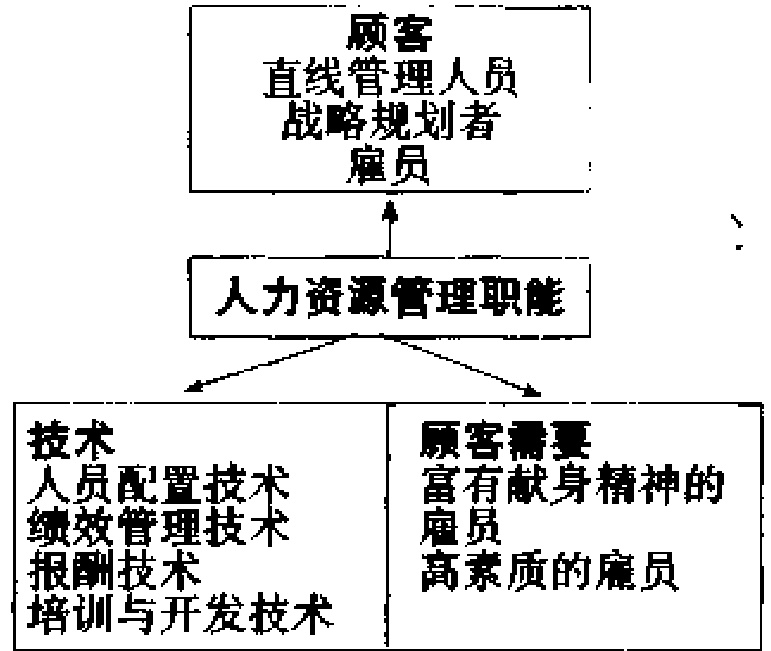 顾客
直线管理人员
战略规划者
雇员
人力资源管理职能
技术
人员配置技术
绩效管理技术
报酬技术
培训与开发技术
顾客需要
富有献身精神的
雇员
高素质的雇员